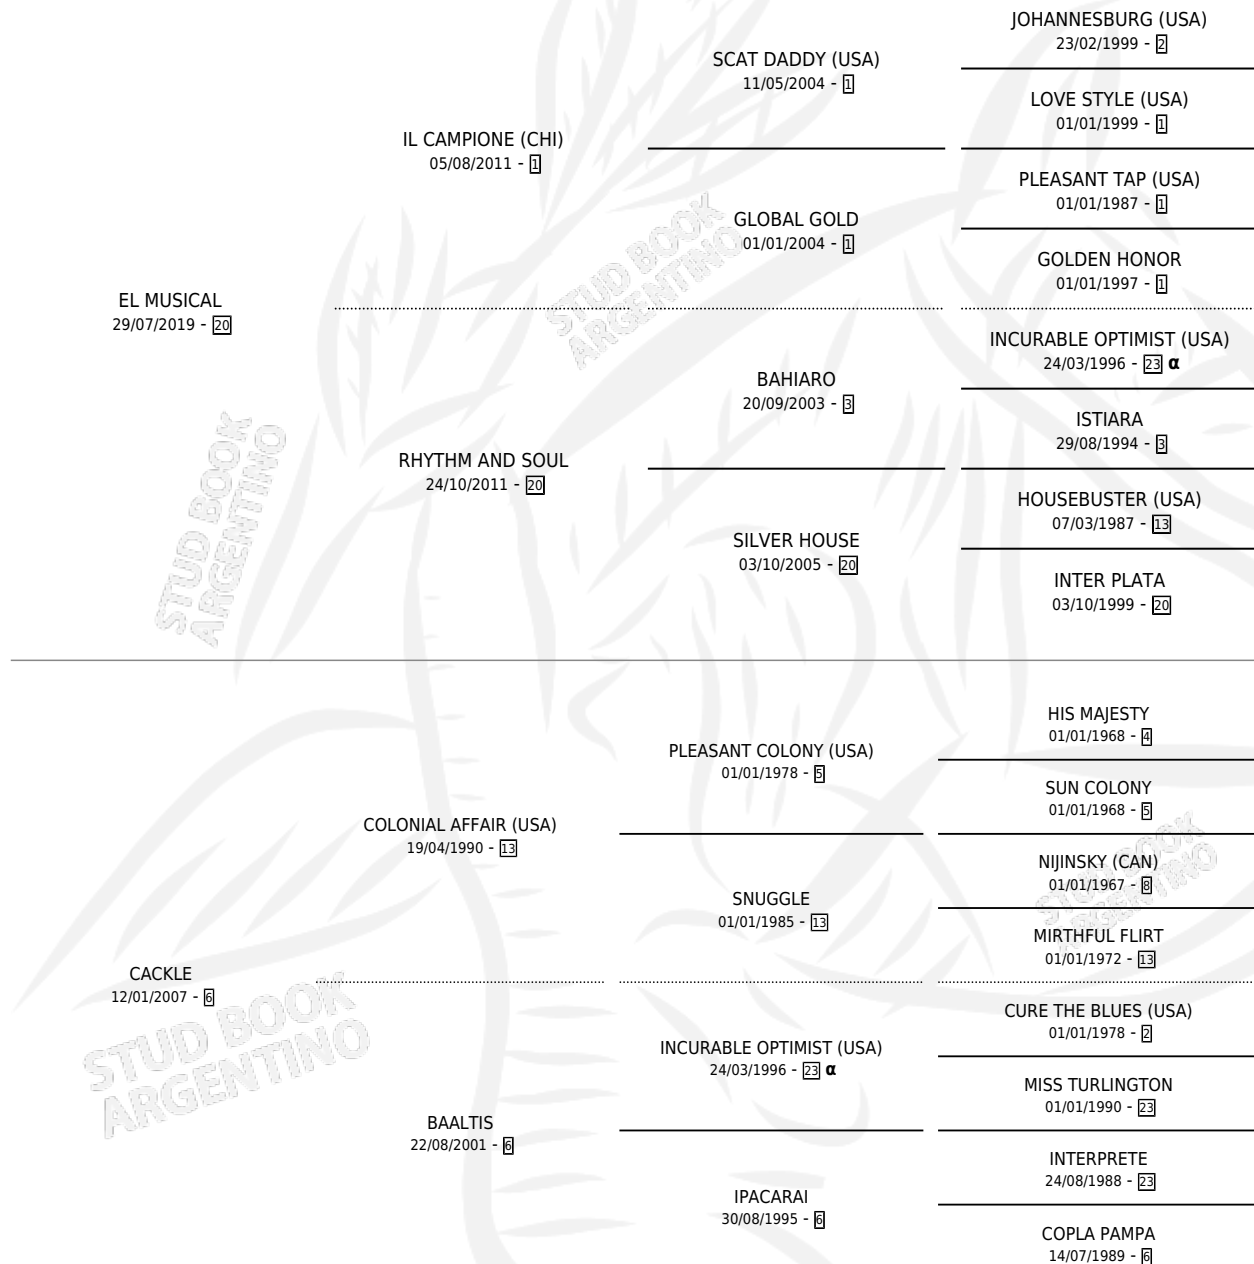 JOHANNESBURG (USA)
23/02/1999 - 2
SCAT DADDY (USA)
11/05/2004 - 1
LOVE STYLE (USA)
01/01/1999 - 1
IL CAMPIONE (CHI)
05/08/2011 - 1
PLEASANT TAP (USA)
01/01/1987 - 1
GLOBAL GOLD
01/01/2004 - 1
GOLDEN HONOR
01/01/1997 - 1
EL MUSICAL
29/07/2019 - 20
INCURABLE OPTIMIST (USA)
24/03/1996 - 23 α
BAHIARO
20/09/2003 - 3
ISTIARA
29/08/1994 - 3
RHYTHM AND SOUL
24/10/2011 - 20
HOUSEBUSTER (USA)
07/03/1987 - 13
SILVER HOUSE
03/10/2005 - 20
INTER PLATA
03/10/1999 - 20
HIS MAJESTY
01/01/1968 - 4
PLEASANT COLONY (USA)
01/01/1978 - 5
SUN COLONY
01/01/1968 - 5
COLONIAL AFFAIR (USA)
19/04/1990 - 13
NIJINSKY (CAN)
01/01/1967 - 8
SNUGGLE
01/01/1985 - 13
MIRTHFUL FLIRT
01/01/1972 - 13
CACKLE
12/01/2007 - 6
CURE THE BLUES (USA)
01/01/1978 - 2
INCURABLE OPTIMIST (USA)
24/03/1996 - 23 α
MISS TURLINGTON
01/01/1990 - 23
BAALTIS
22/08/2001 - 6
INTERPRETE
24/08/1988 - 23
IPACARAI
30/08/1995 - 6
COPLA PAMPA
14/07/1989 - 6
STUD BOOK
ARGENTINO
STUD BOOK
ARGENTINO
STUD BOOK
ARGENTINO
STUD BOOK
ARGENTINO